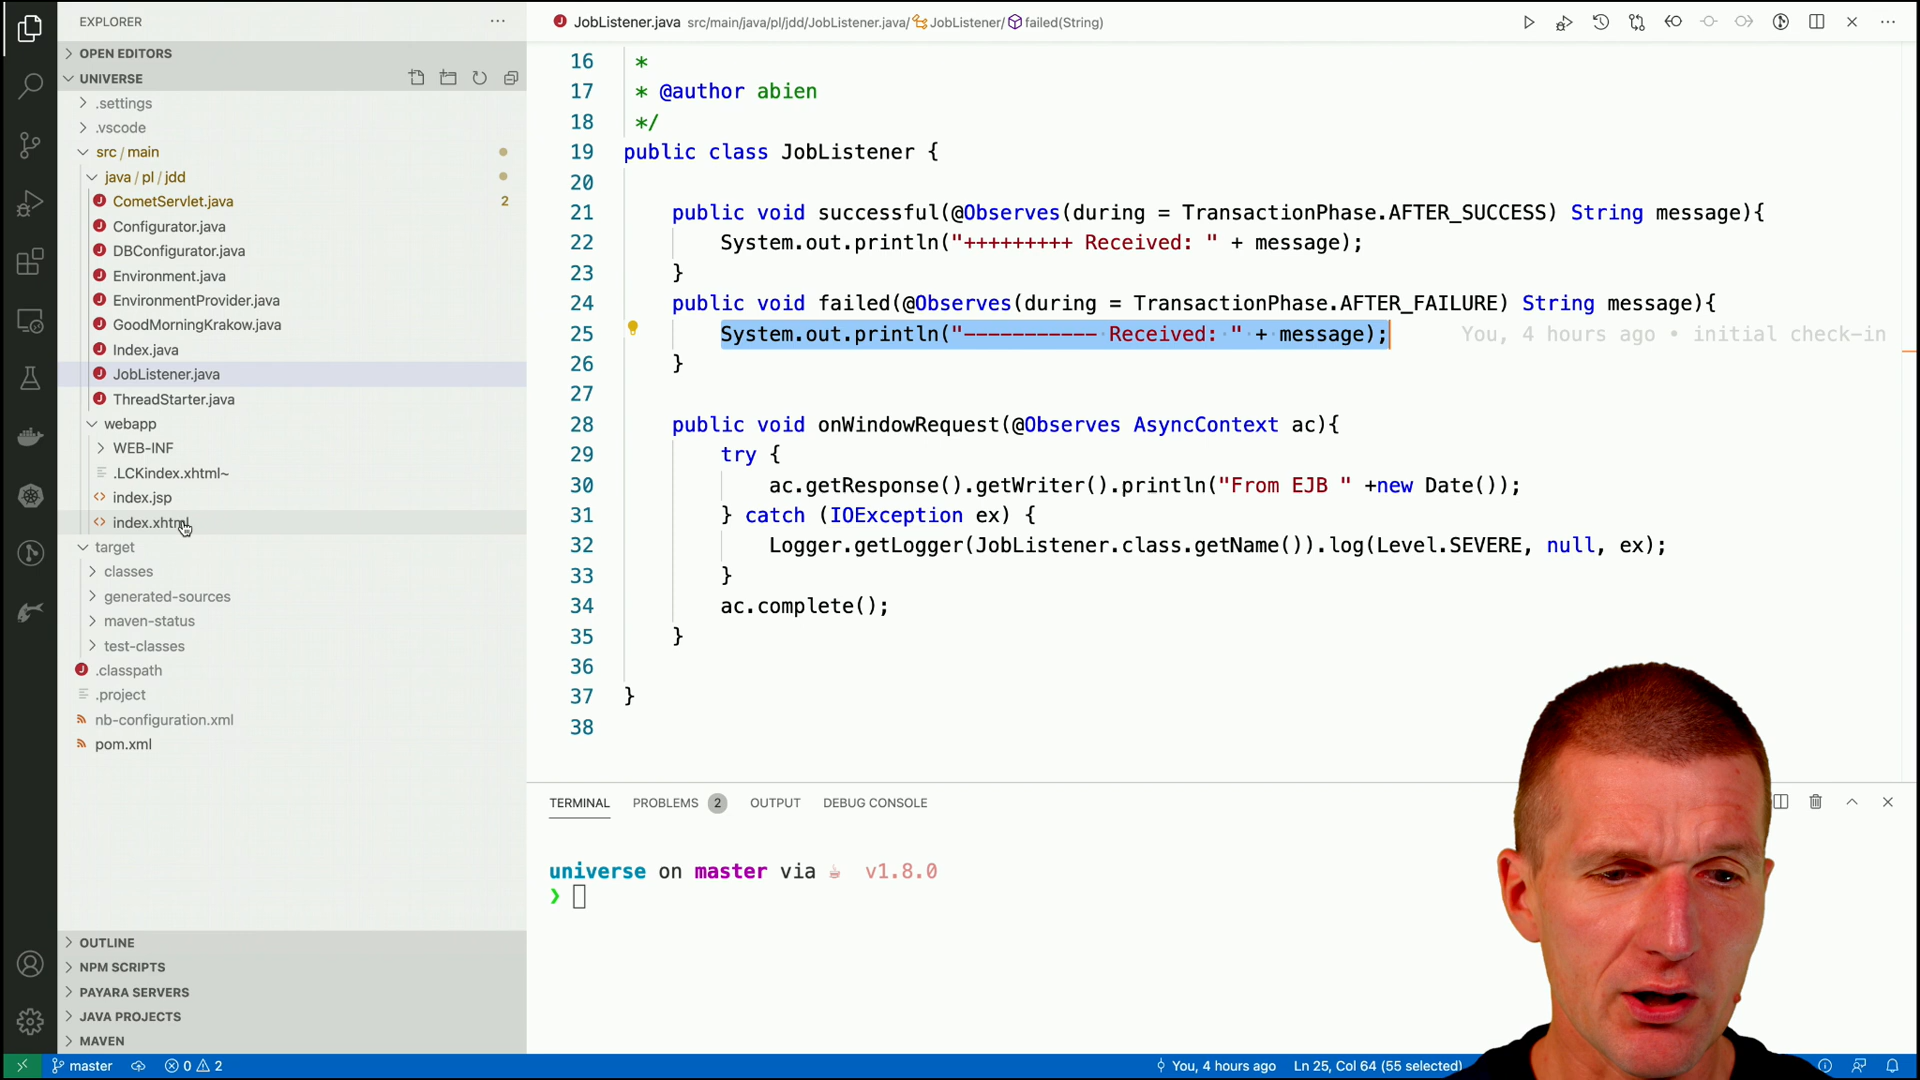 EXPLORER
OPEN EDITORS
UNIVERSE
.settings
.vscode
src / main
java / pl / jdd
CometServlet.java 2
Configurator.java
DBConfigurator.java
Environment.java
EnvironmentProvider.java
GoodMorningKrakow.java
Index.java
JobListener.java
ThreadStarter.java
webapp
WEB-INF
.LCKindex.xhtml~
index.jsp
index.xhtml
target
classes
generated-sources
maven-status
test-classes
.classpath
.project
nb-configuration.xml
pom.xml
OUTLINE
NPM SCRIPTS
PAYARA SERVERS
JAVA PROJECTS
MAVEN
JobListener.java src/main/java/pl/jdd/JobListener.java/ JobListener/ failed(String)
16 *
17 * @author abien
18 */
19 public class JobListener {
20
21 public void successful(@Observes(during = TransactionPhase.AFTER_SUCCESS) String message){
22 System.out.println("+++++++++ Received: " + message);
23 }
24 public void failed(@Observes(during = TransactionPhase.AFTER_FAILURE) String message){
25 System.out.println("----------- Received: " + message); You, 4 hours ago • initial check-in
26 }
27
28 public void onWindowRequest(@Observes AsyncContext ac){
29 try {
30 ac.getResponse().getWriter().println("From EJB " +new Date());
31 } catch (IOException ex) {
32 Logger.getLogger(JobListener.class.getName()).log(Level.SEVERE, null, ex);
33 }
34 ac.complete();
35 }
36
37 }
38
TERMINAL PROBLEMS 2 OUTPUT DEBUG CONSOLE
universe on master via v1.8.0
❯
master 0 2 You, 4 hours ago Ln 25, Col 64 (55 selected)